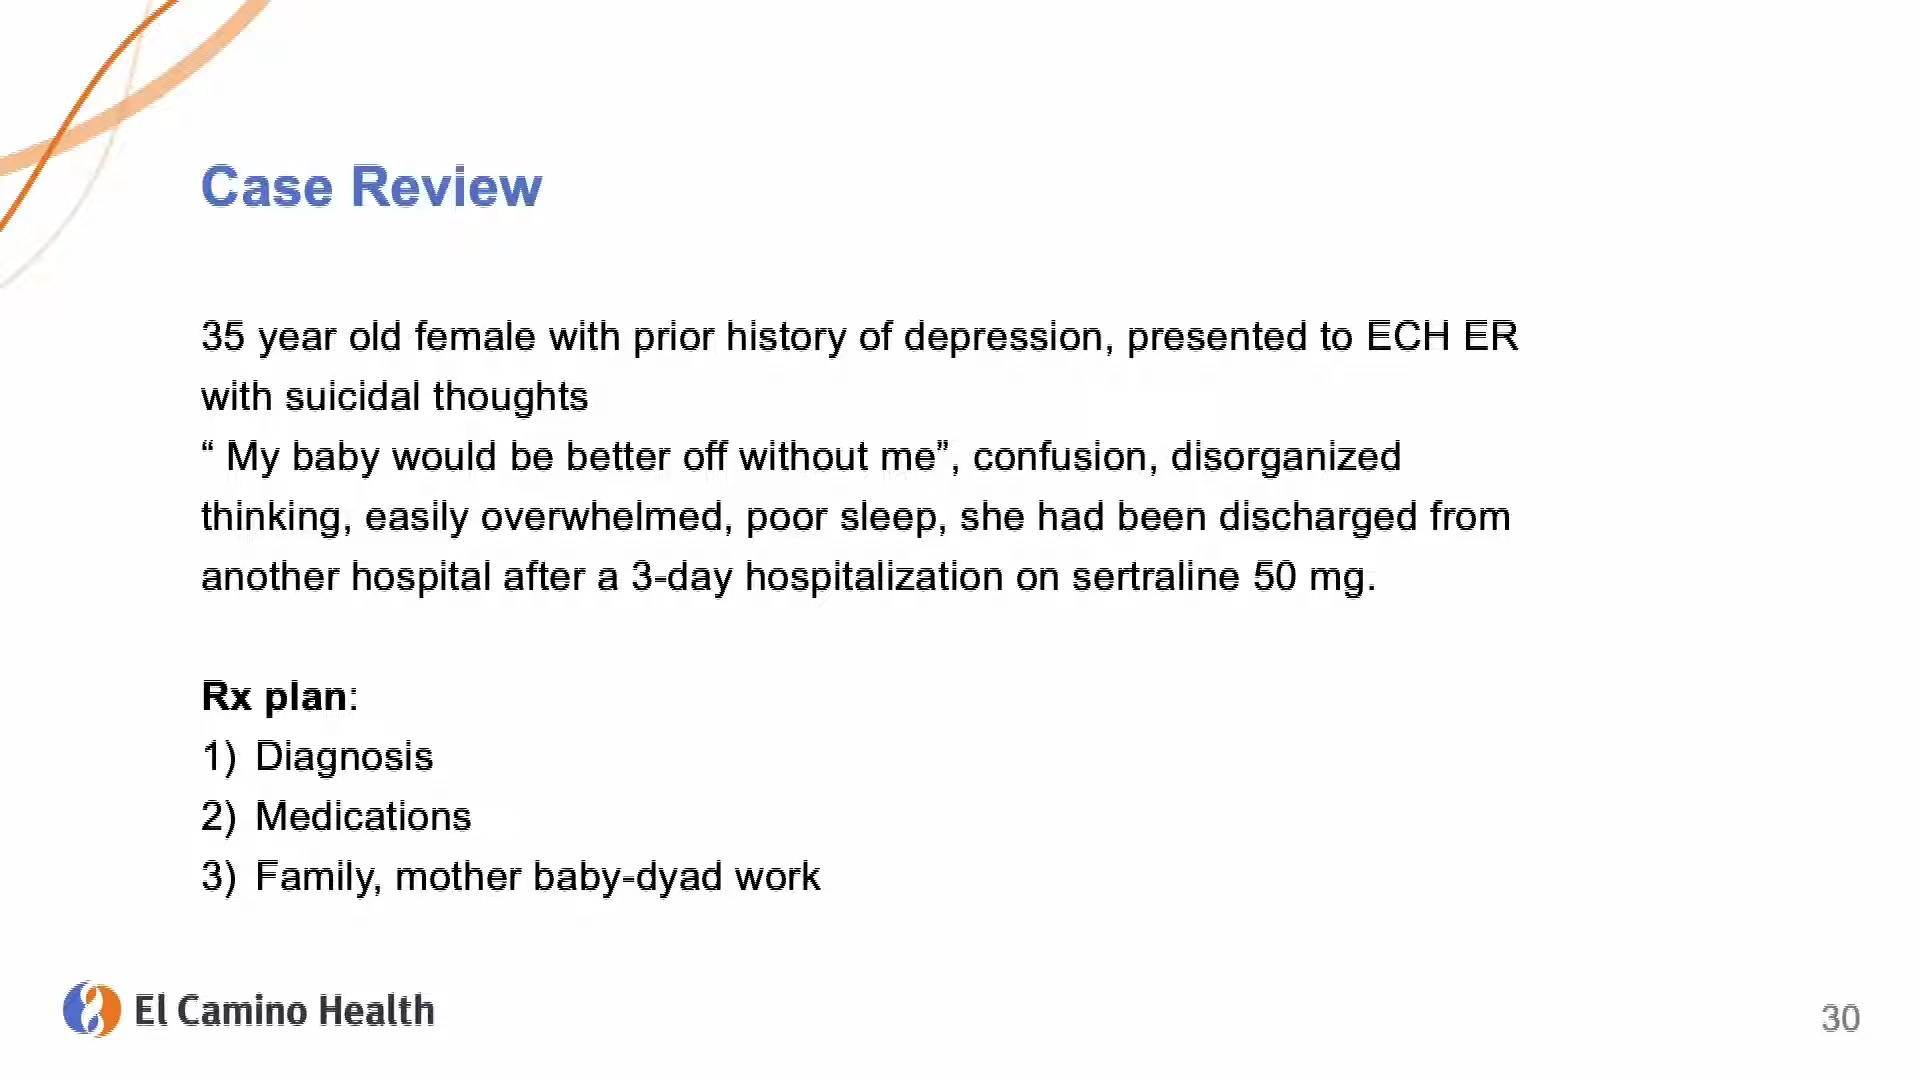 Case Review
35 year old female with prior history of depression, presented to ECH ER
with suicidal thoughts
“ My baby would be better off without me”, confusion, disorganized
thinking, easily overwhelmed, poor sleep, she had been discharged from
another hospital after a 3-day hospitalization on sertraline 50 mg.
Rx plan:
1) Diagnosis
2) Medications
3) Family, mother baby-dyad work
El Camino Health
30